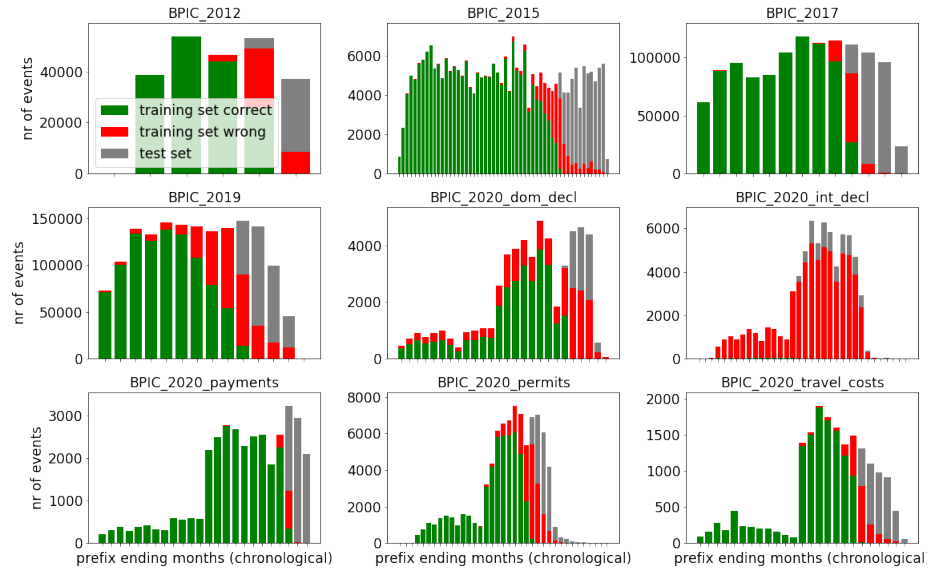 BPIC_2012
BPIC_2015
BPIC_2017
nr of events
40000
20000
0
training set correct
training set wrong
test set
6000
4000
2000
0
100000
50000
0
BPIC_2019
BPIC_2020_dom_decl
BPIC_2020_int_decl
nr of events
150000
100000
50000
0
4000
2000
0
6000
4000
2000
0
BPIC_2020_payments
BPIC_2020_permits
BPIC_2020_travel_costs
nr of events
3000
2000
1000
0
8000
6000
4000
2000
0
2000
1500
1000
500
0
prefix ending months (chronological)
prefix ending months (chronological)
prefix ending months (chronological)